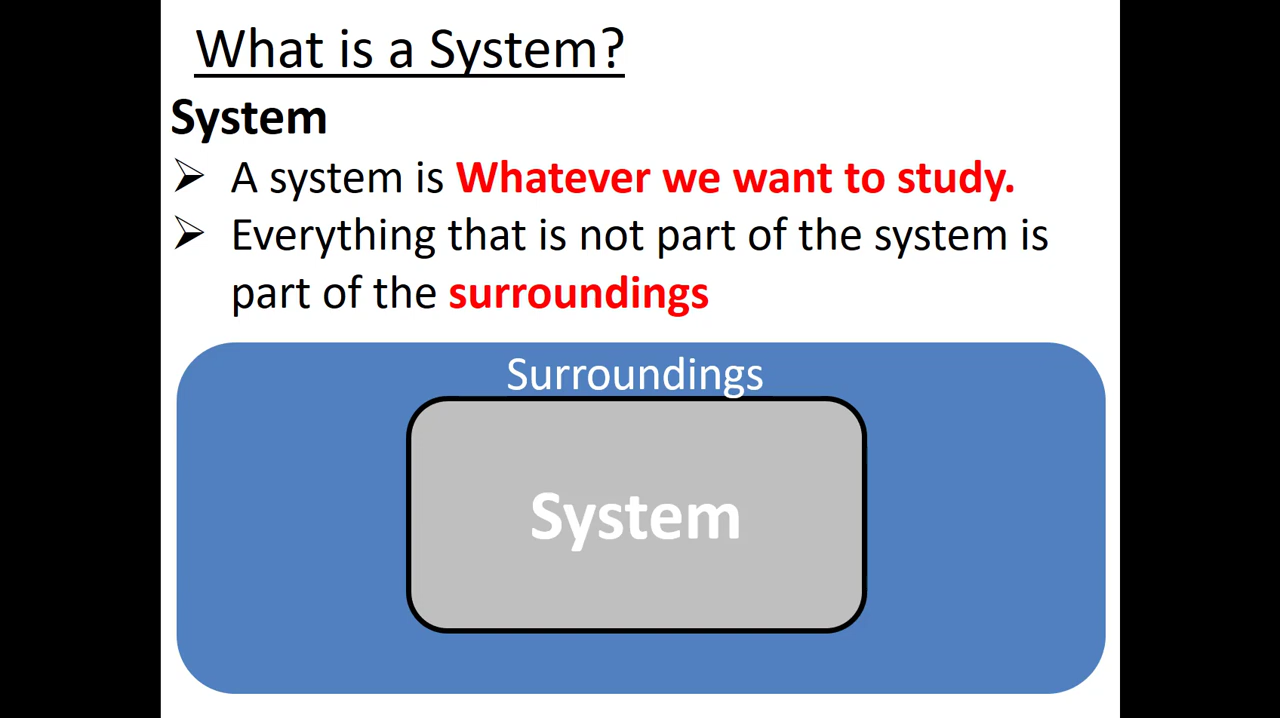 What is a System?
System
➢ A system is Whatever we want to study.
➢ Everything that is not part of the system is
part of the surroundings
Surroundings
System